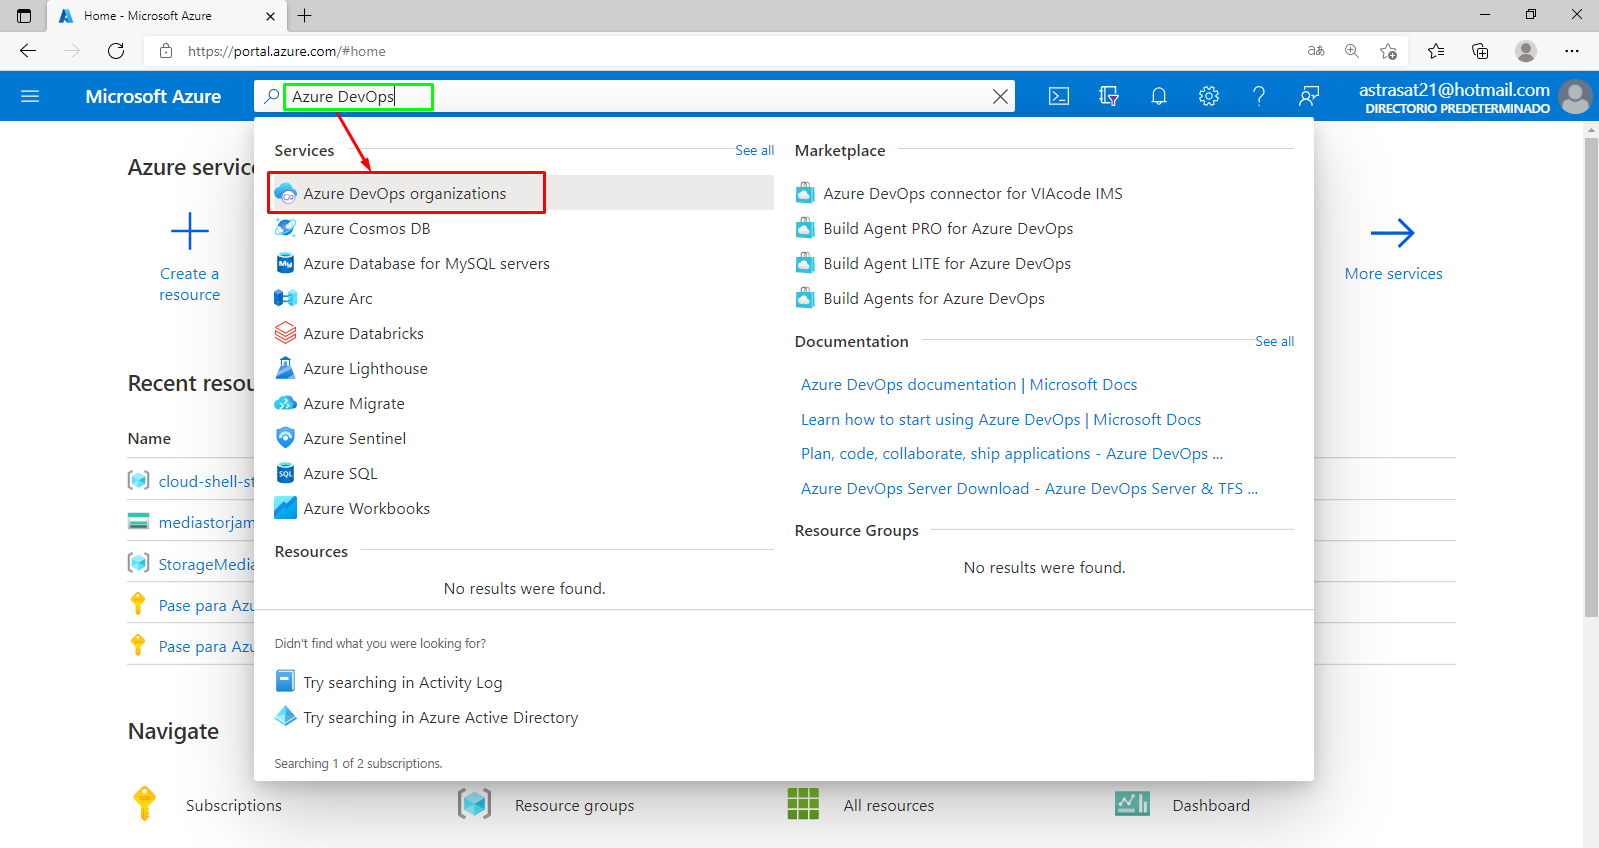 Home - Microsoft Azure
https://portal.azure.com/#home
aあ
Microsoft Azure
Azure DevOps
astrasat21@hotmail.com
DIRECTORIO PREDETERMINADO
Azure servic
Create a
resource
More services
Recent resou
Name
cloud-shell-st
mediastorjam
StorageMedia
Pase para Azu
Pase para Azu
Services
See all
Azure DevOps organizations
Azure Cosmos DB
Azure Database for MySQL servers
Azure Arc
Azure Databricks
Azure Lighthouse
Azure Migrate
Azure Sentinel
Azure SQL
Azure Workbooks
Resources
No results were found.
Marketplace
Azure DevOps connector for VIAcode IMS
Build Agent PRO for Azure DevOps
Build Agent LITE for Azure DevOps
Build Agents for Azure DevOps
Documentation
See all
Azure DevOps documentation | Microsoft Docs
Learn how to start using Azure DevOps | Microsoft Docs
Plan, code, collaborate, ship applications - Azure DevOps ...
Azure DevOps Server Download - Azure DevOps Server & TFS ...
Resource Groups
No results were found.
Didn't find what you were looking for?
Try searching in Activity Log
Try searching in Azure Active Directory
Searching 1 of 2 subscriptions.
Navigate
Subscriptions
Resource groups
All resources
Dashboard